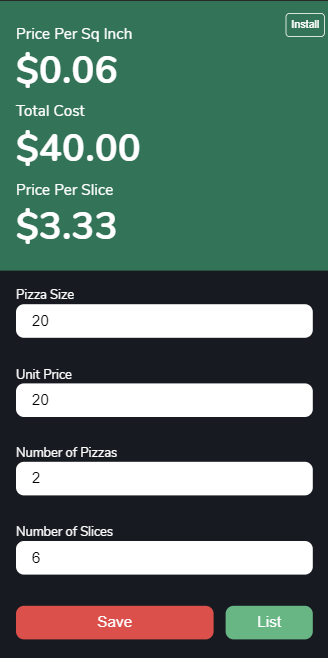 Install
Price Per Sq Inch
$0.06
Total Cost
$40.00
Price Per Slice
$3.33
Pizza Size
20
Unit Price
20
Number of Pizzas
2
Number of Slices
6
Save
List